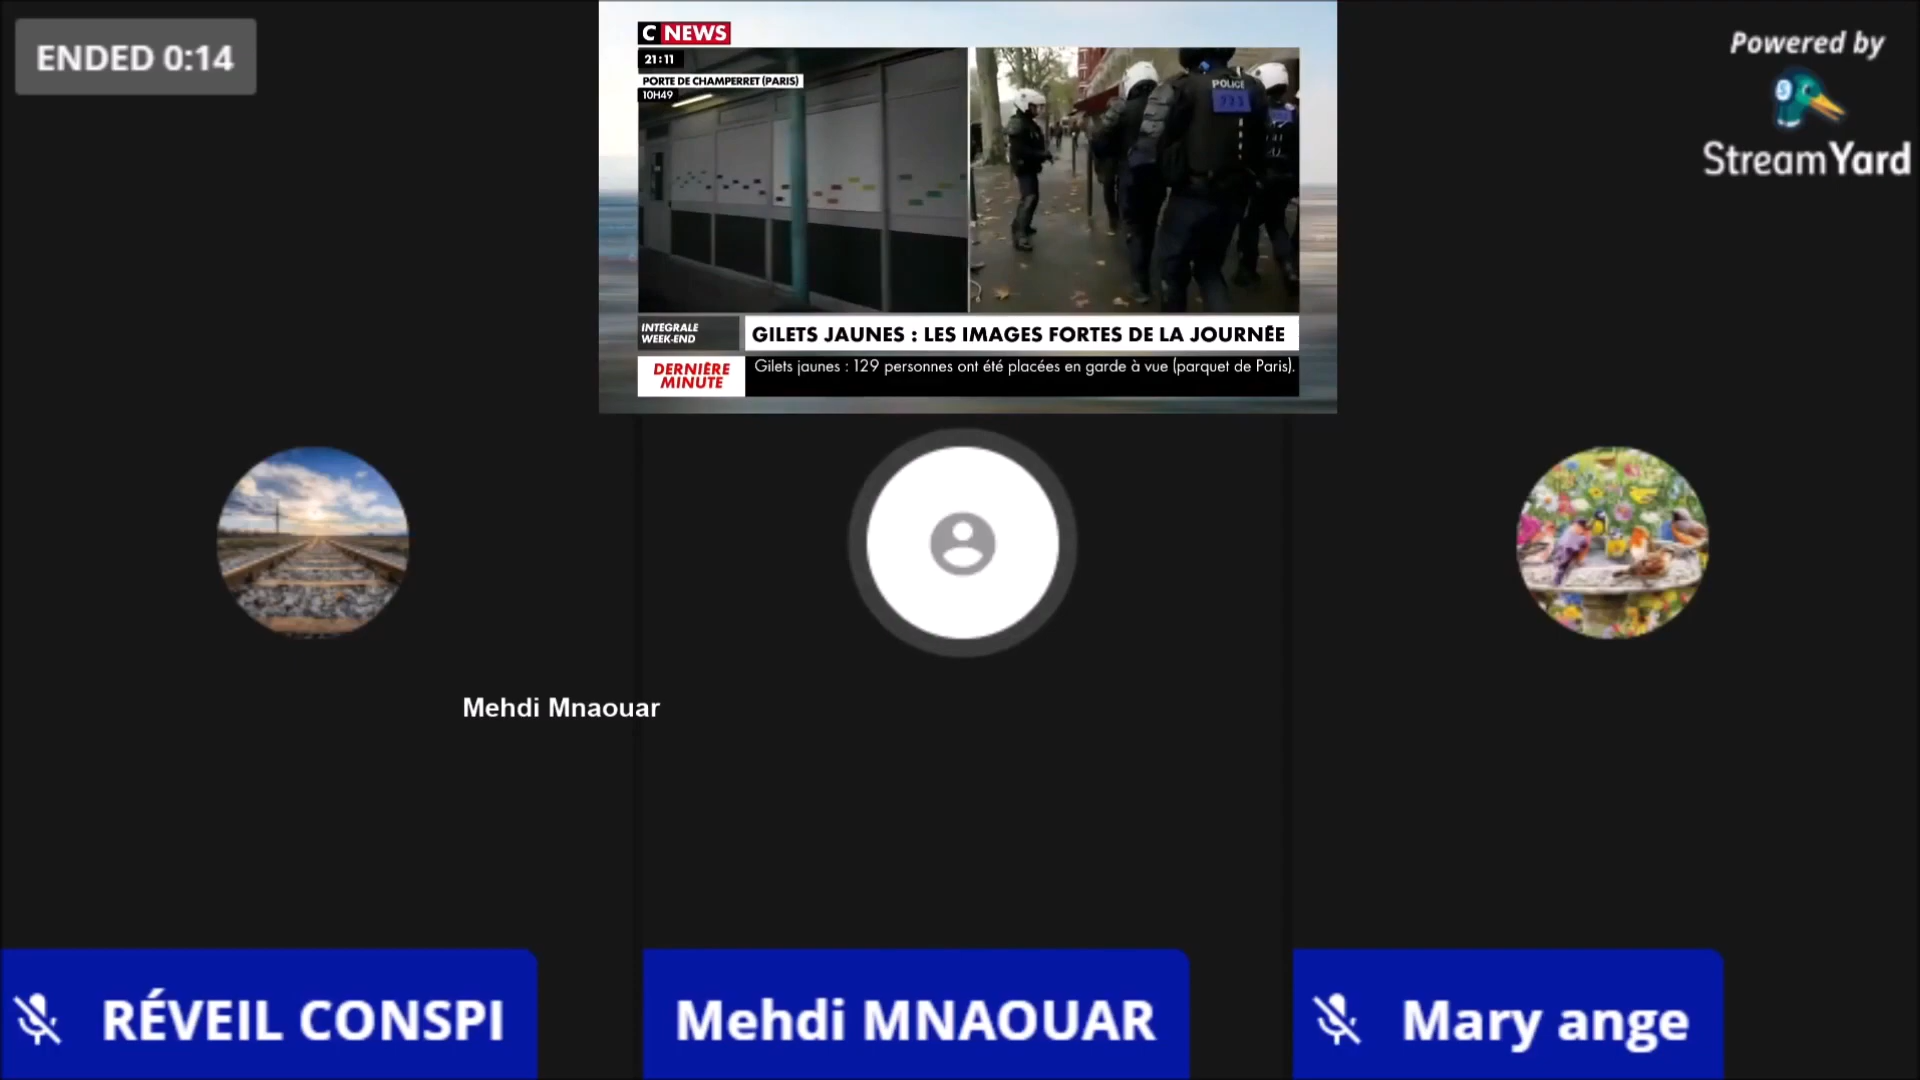 ENDED 0:14
C NEWS
21:11
PORTE DE CHAMPERRET (PARIS)
10H49
POLICE
INTÉGRALE
WEEK-END
GILETS JAUNES : LES IMAGES FORTES DE LA JOURNÉE
DERNIÈRE
MINUTE
Gilets jaunes : 129 personnes ont été placées en garde à vue (parquet de Paris).
Powered by
StreamYard
Mehdi Mnaouar
RÉVEIL CONSPI
Mehdi MNAOUAR
Mary ange